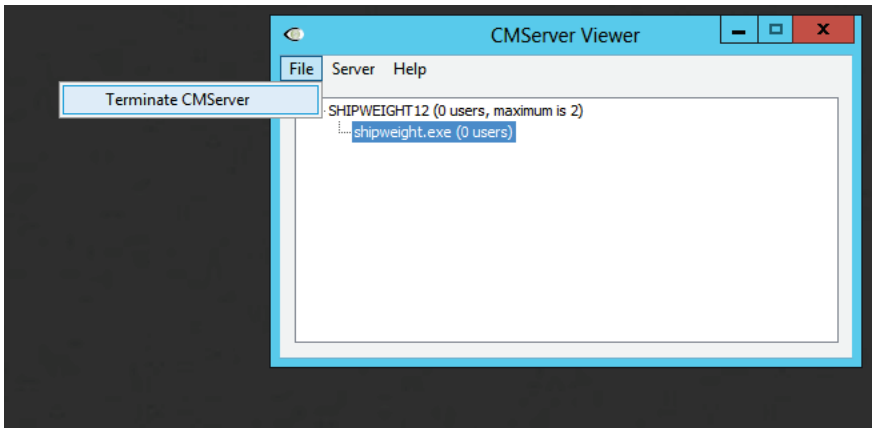 CMServer Viewer
File Server Help
Terminate CMServer
SHIPWEIGHT12 (0 users, maximum is 2)
shipweight.exe (0 users)